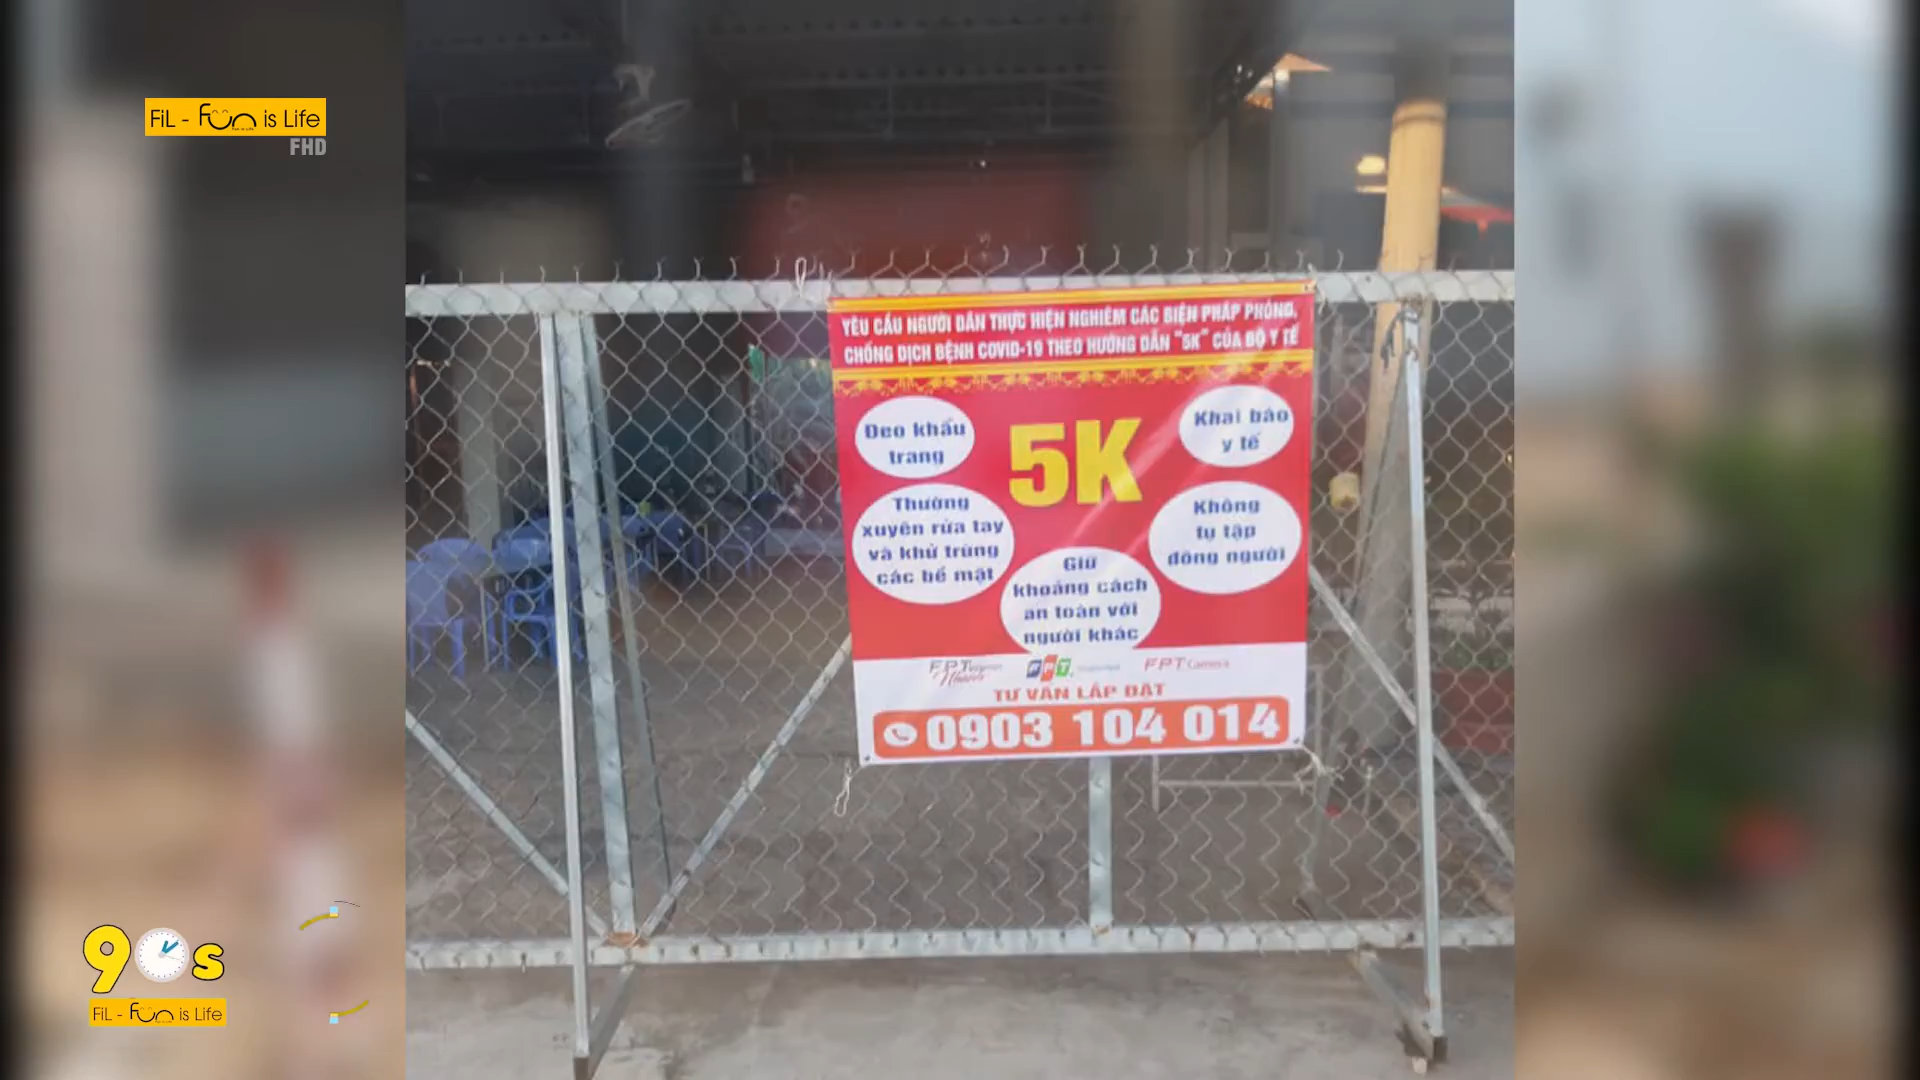 FiL - Fun is Life
FHD
YÊU CẦU NGƯỜI DÂN THỰC HIỆN NGHIÊM CÁC BIỆN PHÁP PHÒNG,
CHỐNG DỊCH BỆNH COVID-19 THEO HƯỚNG DẪN "5K" CỦA BỘ Y TẾ
5K
Đeo khẩu
trang
Khai báo
y tế
Thường
xuyên rửa tay
và khử trùng
các bề mặt
Không
tụ tập
đông người
Giữ
khoảng cách
an toàn với
người khác
FPT
FPT Camera
TƯ VẤN LẮP ĐẶT
0903 104 014
90s
FiL - Fun is Life